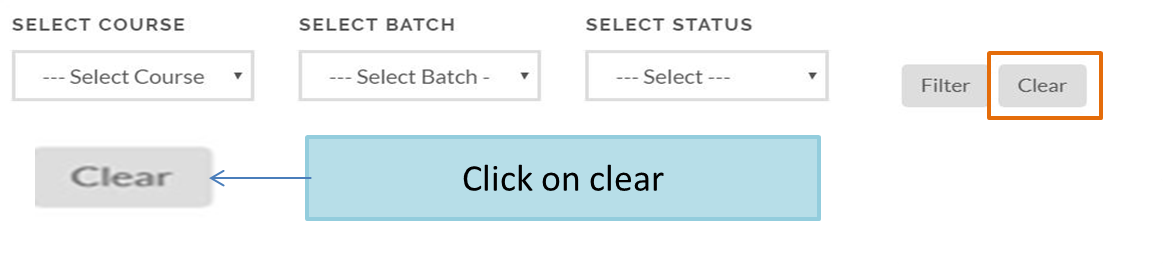 SELECT COURSE SELECT BATCH SELECT STATUS
--- Select Course --- Select Batch - --- Select --- Filter Clear
Clear Click on clear